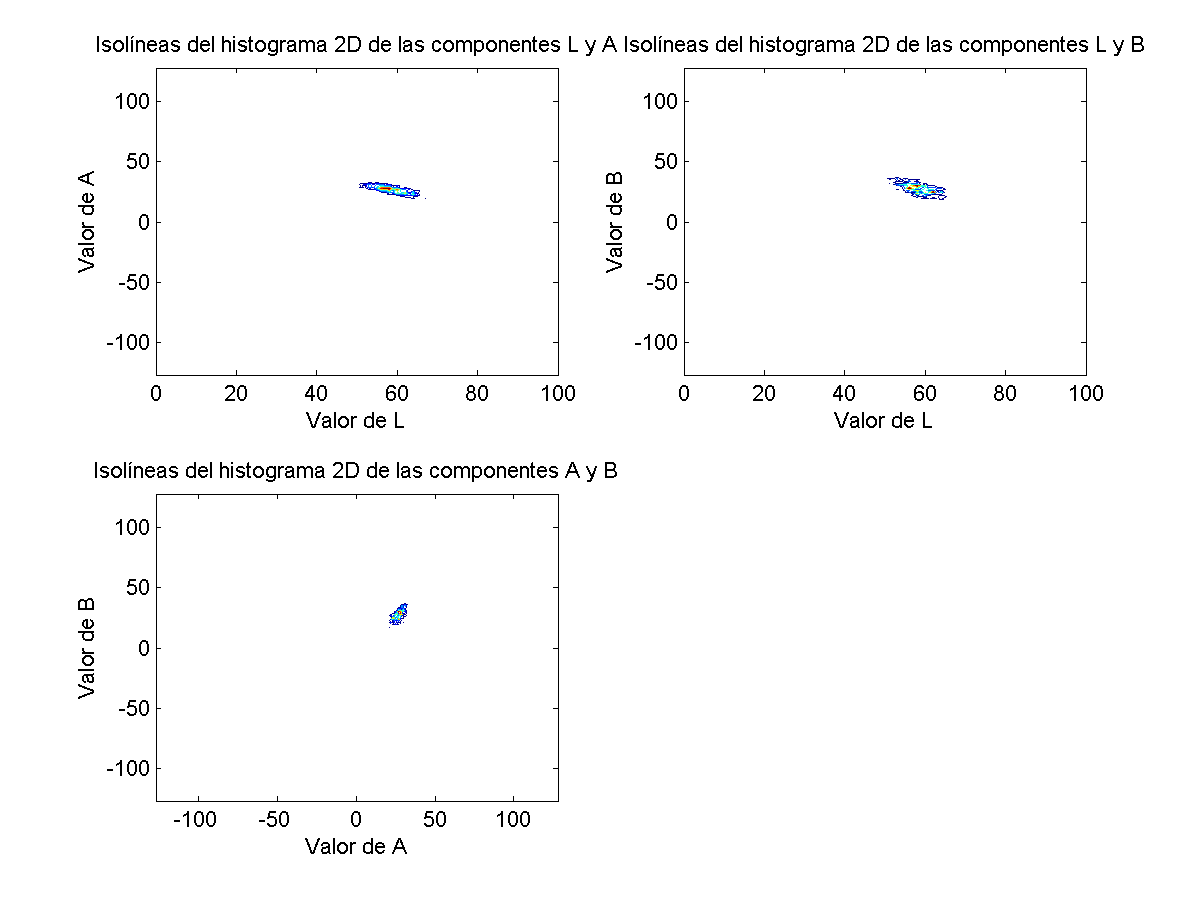 Isolíneas del histograma 2D de las componentes L y A
100
50
0
-50
-100
Valor de A
0 20 40 60 80 100
Valor de L
Isolíneas del histograma 2D de las componentes L y B
100
50
0
-50
-100
Valor de B
0 20 40 60 80 100
Valor de L
Isolíneas del histograma 2D de las componentes A y B
100
50
0
-50
-100
Valor de B
-100 -50 0 50 100
Valor de A